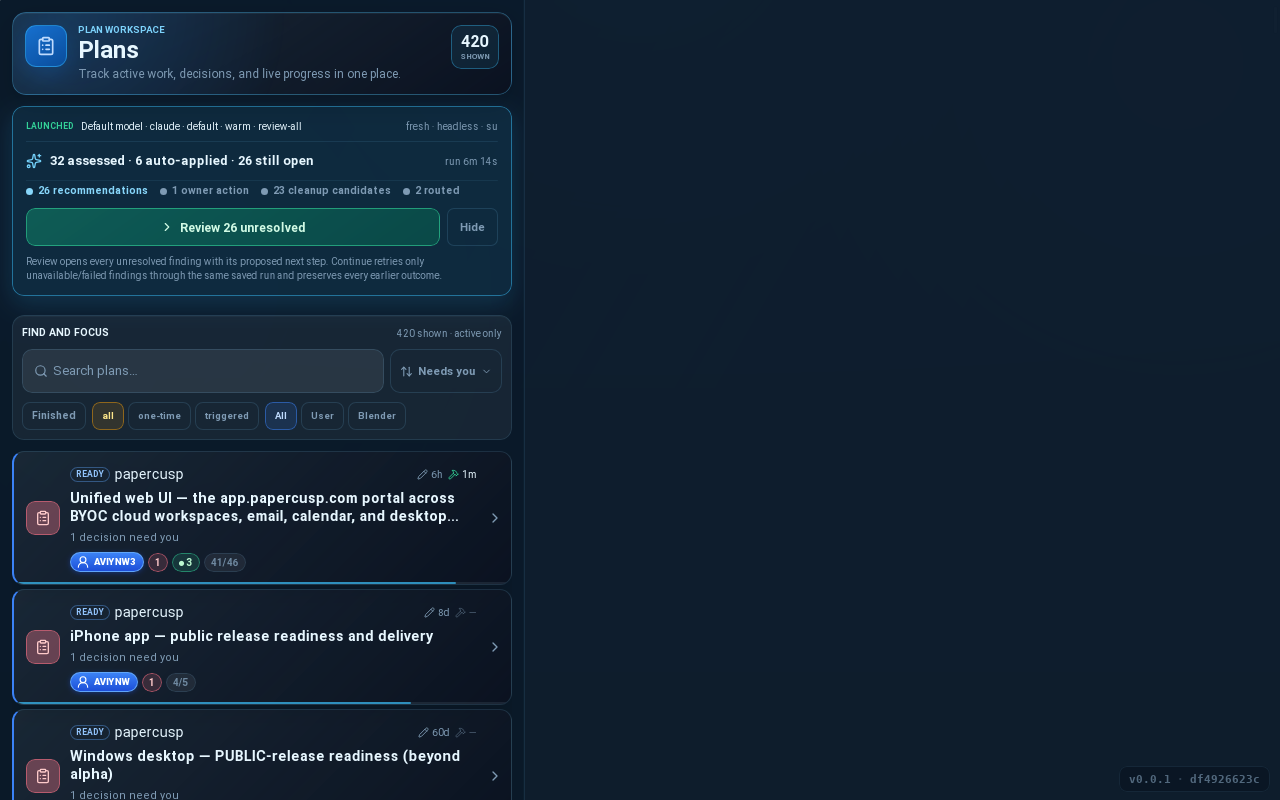 PLAN WORKSPACE
Plans
Track active work, decisions, and live progress in one place.
420
SHOWN
LAUNCHED Default model · claude · default · warm · review-all fresh · headless · su
32 assessed · 6 auto-applied · 26 still open run 6m 14s
26 recommendations 1 owner action 23 cleanup candidates 2 routed
Review 26 unresolved Hide
Review opens every unresolved finding with its proposed next step. Continue retries only
unavailable/failed findings through the same saved run and preserves every earlier outcome.
FIND AND FOCUS 420 shown · active only
Search plans... Needs you
Finished all one-time triggered All User Blender
READY papercusp 6h 1m
Unified web UI — the app.papercusp.com portal across
BYOC cloud workspaces, email, calendar, and desktop...
1 decision need you
AVIYNW3 1 3 41/46
READY papercusp 8d —
iPhone app — public release readiness and delivery
1 decision need you
AVIYNW 1 4/5
READY papercusp 60d —
Windows desktop — PUBLIC-release readiness (beyond
alpha)
1 decision need you
v0.0.1 · df4926623c